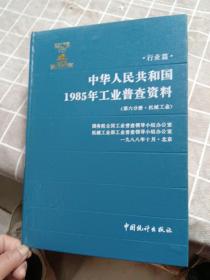 ·行业篇·
中华人民共和国
1985年工业普查资料
(第六分册·机械工业)
国务院全国工业普查领导小组办公室
机械工业部工业普查领导小组办公室
一九八八年十月·北京
中国统计出版社